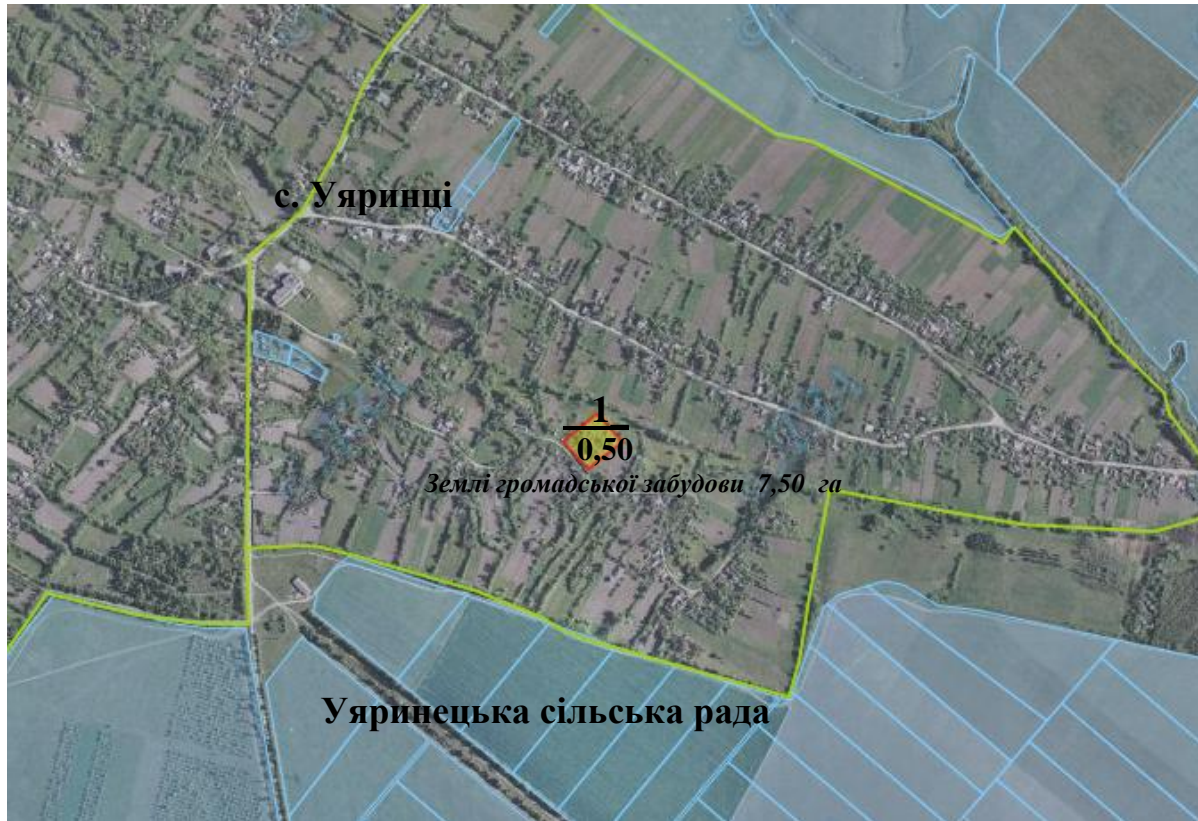 с. Уяринці
1
0,50
Землі громадської забудови 7,50 га
Уяринецька сільська рада